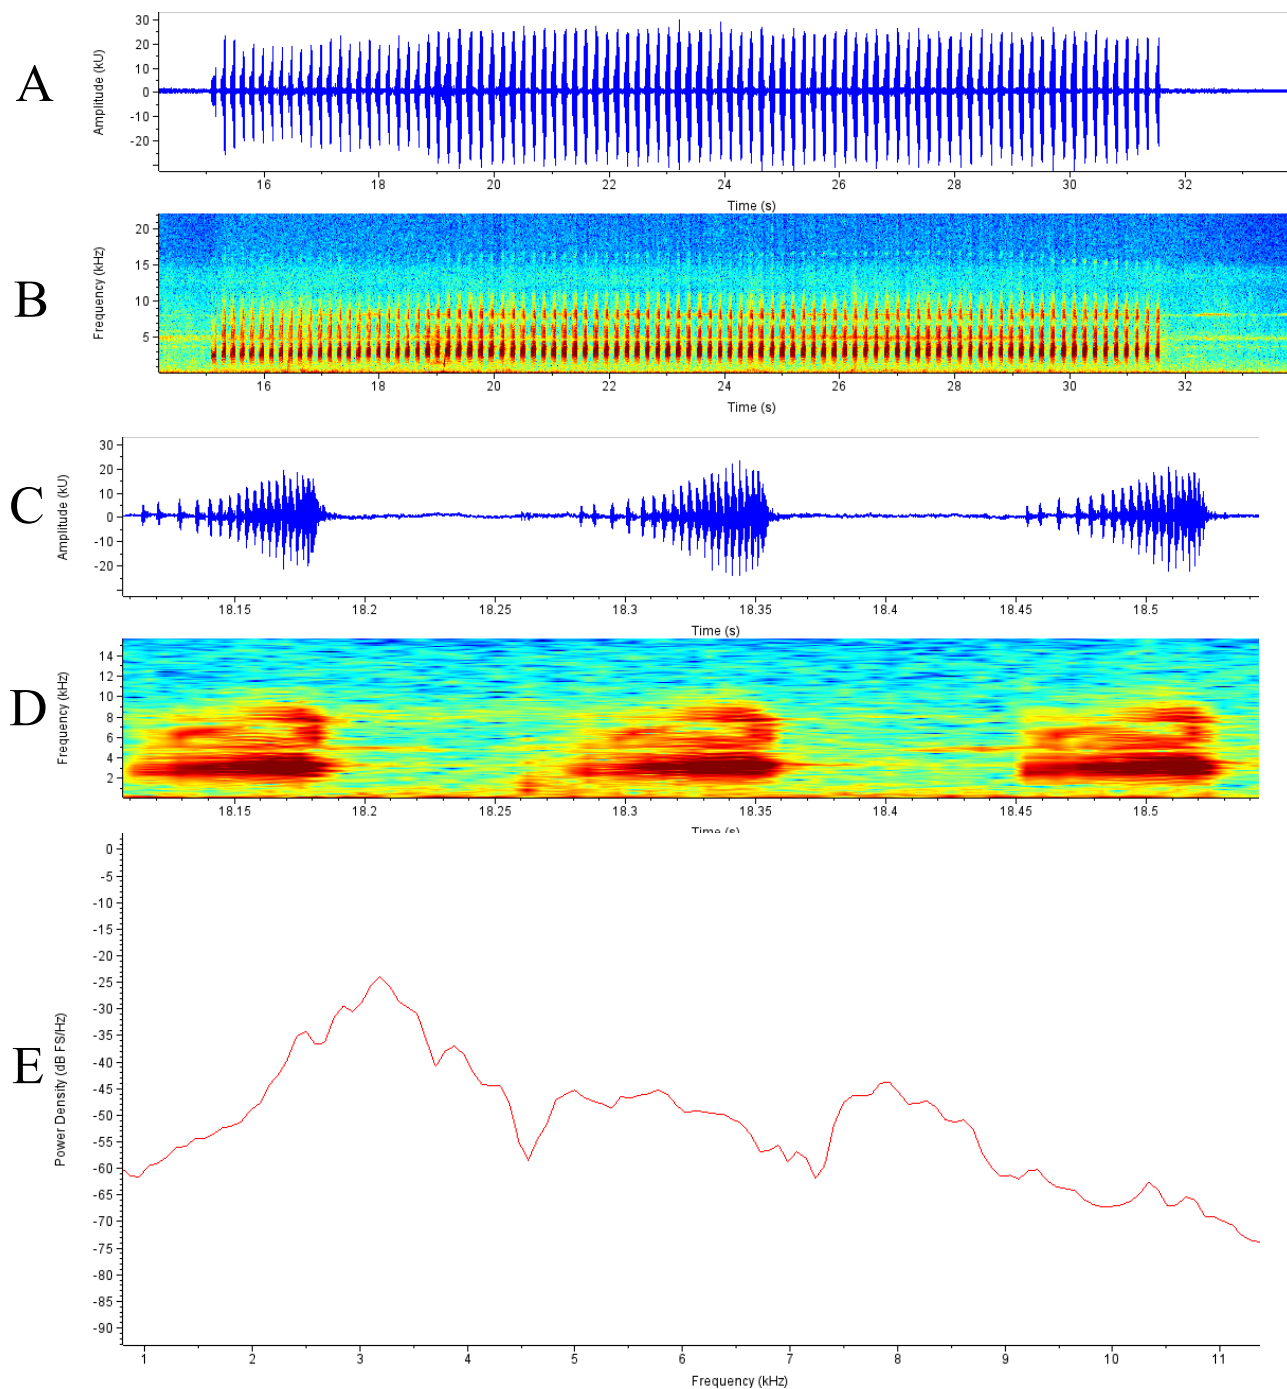 A
Amplitude (kU)
30
20
10
0
-10
-20
16 18 20 22 24 26 28 30 32
Time (s)
B
Frequency (kHz)
20
15
10
5
16 18 20 22 24 26 28 30 32
Time (s)
C
Amplitude (kU)
30
20
10
0
-10
-20
18.15 18.2 18.25 18.3 18.35 18.4 18.45 18.5
Time (s)
D
Frequency (kHz)
14
12
10
8
6
4
2
18.15 18.2 18.25 18.3 18.35 18.4 18.45 18.5
Time (s)
E
Power Density (dB FS/Hz)
0
-5
-10
-15
-20
-25
-30
-35
-40
-45
-50
-55
-60
-65
-70
-75
-80
-85
-90
1 2 3 4 5 6 7 8 9 10 11
Frequency (kHz)